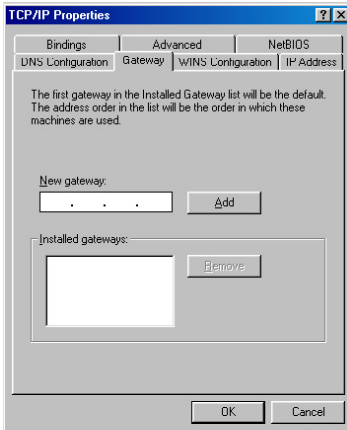 TCP/IP Properties
Bindings Advanced NetBIOS
DNS Configuration Gateway WINS Configuration IP Address
The first gateway in the Installed Gateway list will be the default.
The address order in the list will be the order in which these
machines are used.
New gateway:
. . . Add
Installed gateways:
Remove
OK Cancel